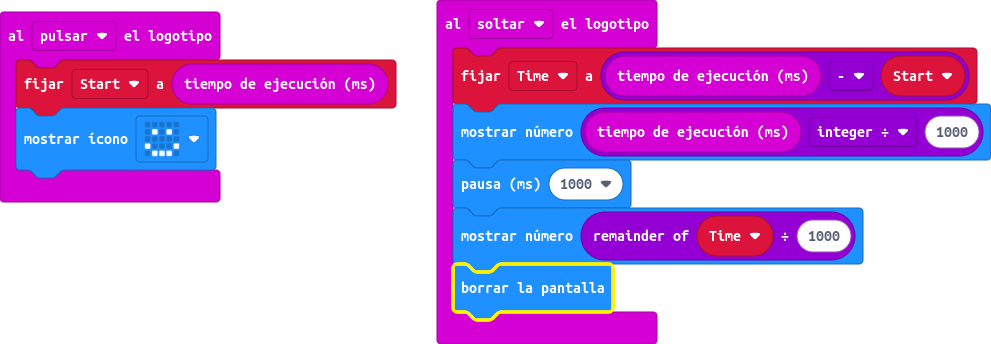 al pulsar el logotipo
fijar Start a tiempo de ejecución (ms)
mostrar ícono
al soltar el logotipo
fijar Time a tiempo de ejecución (ms) - Start
mostrar número tiempo de ejecución (ms) integer ÷ 1000
pausa (ms) 1000
mostrar número remainder of Time ÷ 1000
borrar la pantalla